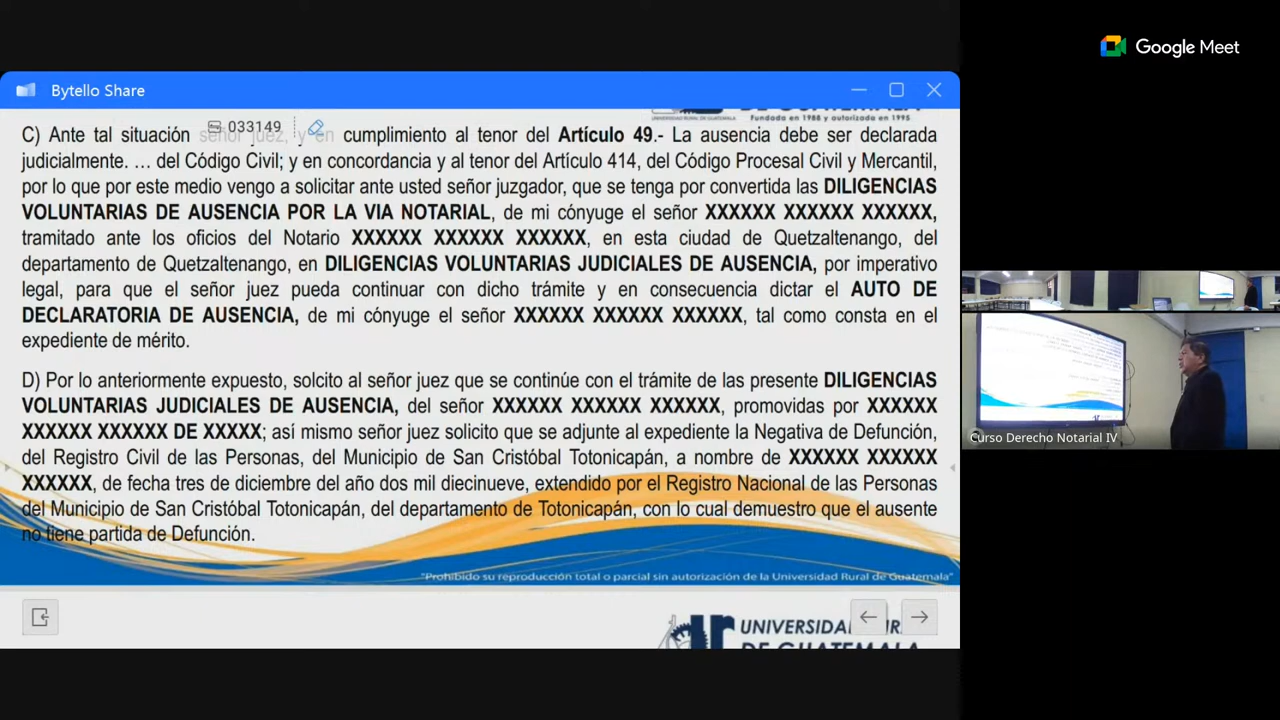 Google Meet
Bytello Share
DE GUATEMALA
Fundada en 1988 y autorizada en 1995
033149
C) Ante tal situación señor juez, y en cumplimiento al tenor del Artículo 49.- La ausencia debe ser declarada
judicialmente. … del Código Civil; y en concordancia y al tenor del Artículo 414, del Código Procesal Civil y Mercantil,
por lo que por este medio vengo a solicitar ante usted señor juzgador, que se tenga por convertida las DILIGENCIAS
VOLUNTARIAS DE AUSENCIA POR LA VIA NOTARIAL, de mi cónyuge el señor XXXXXX XXXXXX XXXXXX,
tramitado ante los oficios del Notario XXXXXX XXXXXX XXXXXX, en esta ciudad de Quetzaltenango, del
departamento de Quetzaltenango, en DILIGENCIAS VOLUNTARIAS JUDICIALES DE AUSENCIA, por imperativo
legal, para que el señor juez pueda continuar con dicho trámite y en consecuencia dictar el AUTO DE
DECLARATORIA DE AUSENCIA, de mi cónyuge el señor XXXXXX XXXXXX XXXXXX, tal como consta en el
expediente de mérito.
D) Por lo anteriormente expuesto, solcito al señor juez que se continúe con el trámite de las presente DILIGENCIAS
VOLUNTARIAS JUDICIALES DE AUSENCIA, del señor XXXXXX XXXXXX XXXXXX, promovidas por XXXXXX
XXXXXX XXXXXX DE XXXXX; así mismo señor juez solicito que se adjunte al expediente la Negativa de Defunción,
del Registro Civil de las Personas, del Municipio de San Cristóbal Totonicapán, a nombre de XXXXXX XXXXXX
XXXXXX, de fecha tres de diciembre del año dos mil diecinueve, extendido por el Registro Nacional de las Personas
del Municipio de San Cristóbal Totonicapán, del departamento de Totonicapán, con lo cual demuestro que el ausente
no tiene partida de Defunción.
"Prohibido su reproducción total o parcial sin autorización de la Universidad Rural de Guatemala"
DE GUATEMALA
Curso Derecho Notarial IV